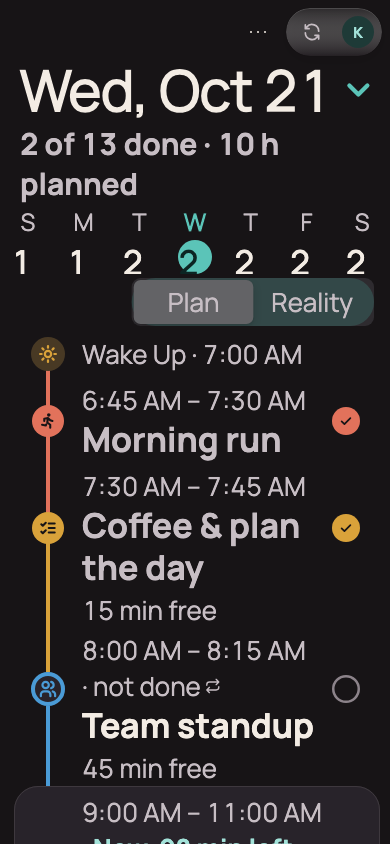 ...
K
Wed, Oct 21
2 of 13 done · 10 h
planned
S M T W T F S
1 1 2 2 2 2 2
Plan Reality
Wake Up · 7:00 AM
6:45 AM – 7:30 AM
Morning run
7:30 AM – 7:45 AM
Coffee & plan
the day
15 min free
8:00 AM – 8:15 AM
· not done
Team standup
45 min free
9:00 AM – 11:00 AM